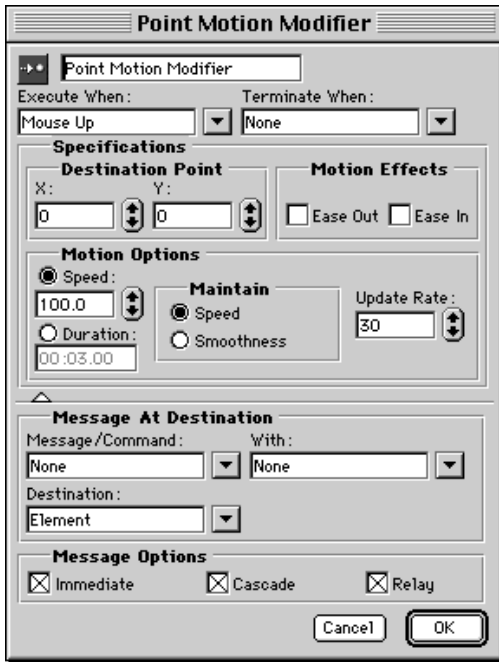 Point Motion Modifier
Point Motion Modifier
Execute When: Terminate When:
Mouse Up None
Specifications
Destination Point Motion Effects
X: Y:
0 0 Ease Out Ease In
Motion Options
Speed:
100.0
Maintain
Speed
Smoothness
Update Rate:
30
Duration:
00:03.00
Message At Destination
Message/Command: With:
None None
Destination:
Element
Message Options
Immediate Cascade Relay
Cancel OK